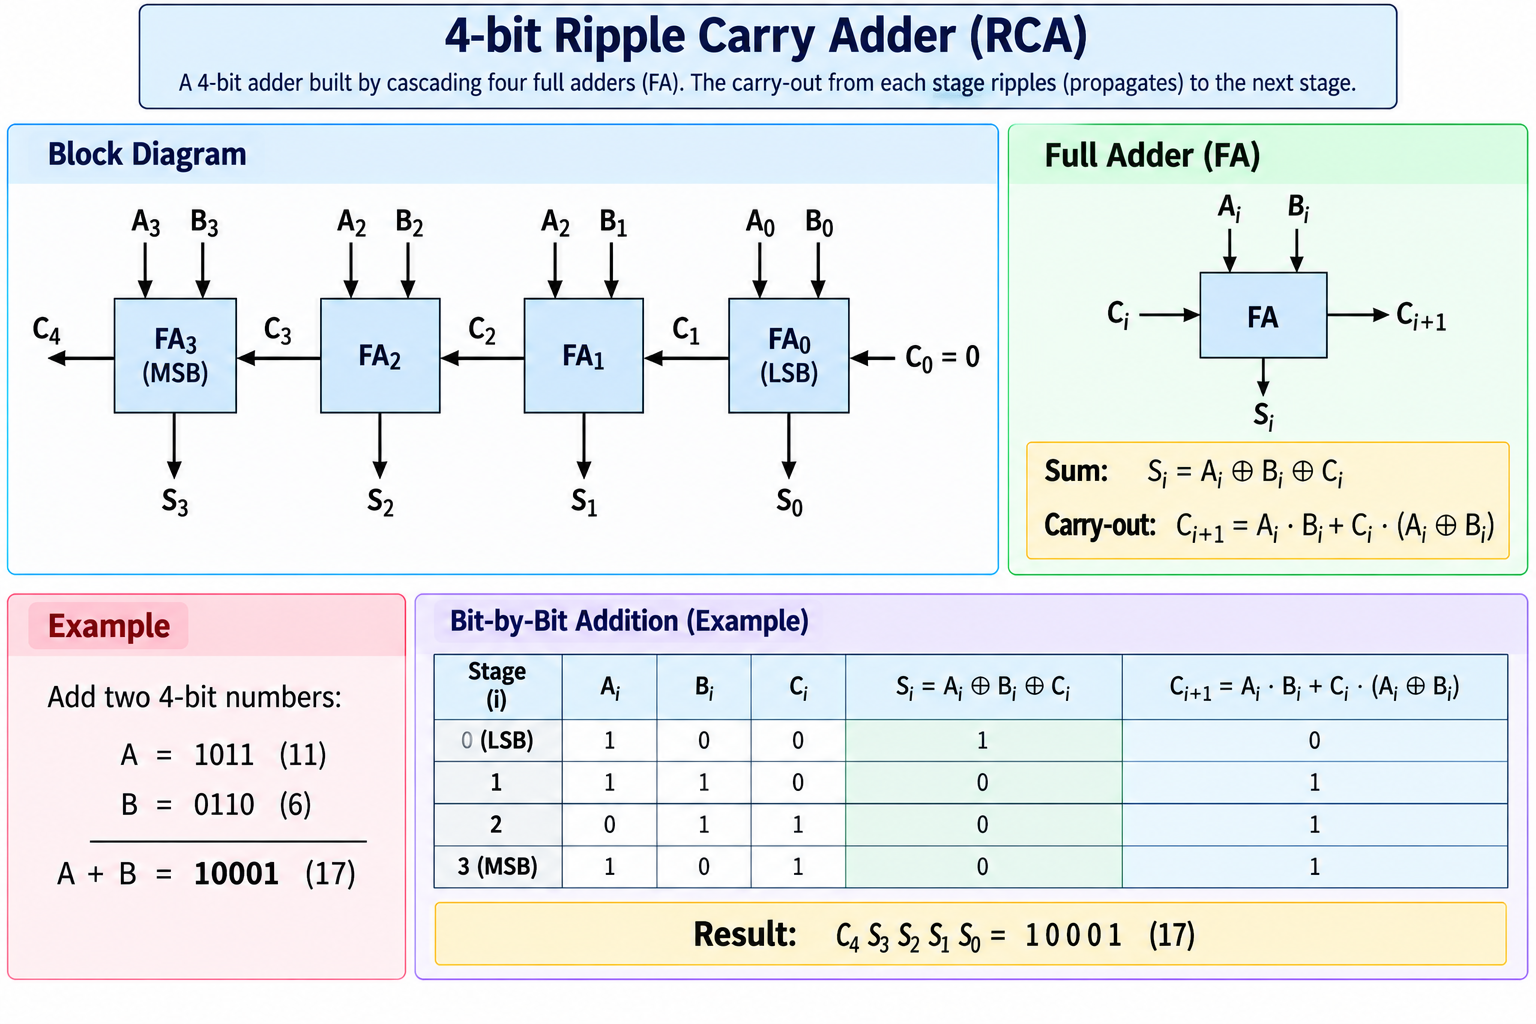 4-bit Ripple Carry Adder (RCA)
A 4-bit adder built by cascading four full adders (FA). The carry-out from each stage ripples (propagates) to the next stage.
Block Diagram
A₃ B₃ A₂ B₂ A₂ B₁ A₀ B₀
C₄ FA₃ C₃ FA₂ C₂ FA₁ C₁ FA₀ C₀ = 0
(MSB) (LSB)
S₃ S₂ S₁ S₀
Full Adder (FA)
Aᵢ Bᵢ
Cᵢ FA Cᵢ₊₁
Sᵢ
Sum: Sᵢ = Aᵢ ⊕ Bᵢ ⊕ Cᵢ
Carry-out: Cᵢ₊₁ = Aᵢ · Bᵢ + Cᵢ · (Aᵢ ⊕ Bᵢ)
Example
Add two 4-bit numbers:
A = 1011 (11)
B = 0110 (6)
A + B = 10001 (17)
Bit-by-Bit Addition (Example)
Stage (i) Aᵢ Bᵢ Cᵢ Sᵢ = Aᵢ ⊕ Bᵢ ⊕ Cᵢ Cᵢ₊₁ = Aᵢ · Bᵢ + Cᵢ · (Aᵢ ⊕ Bᵢ)
0 (LSB) 1 0 0 1 0
1 1 1 0 0 1
2 0 1 1 0 1
3 (MSB) 1 0 1 0 1
Result: C₄ S₃ S₂ S₁ S₀ = 1 0 0 0 1 (17)